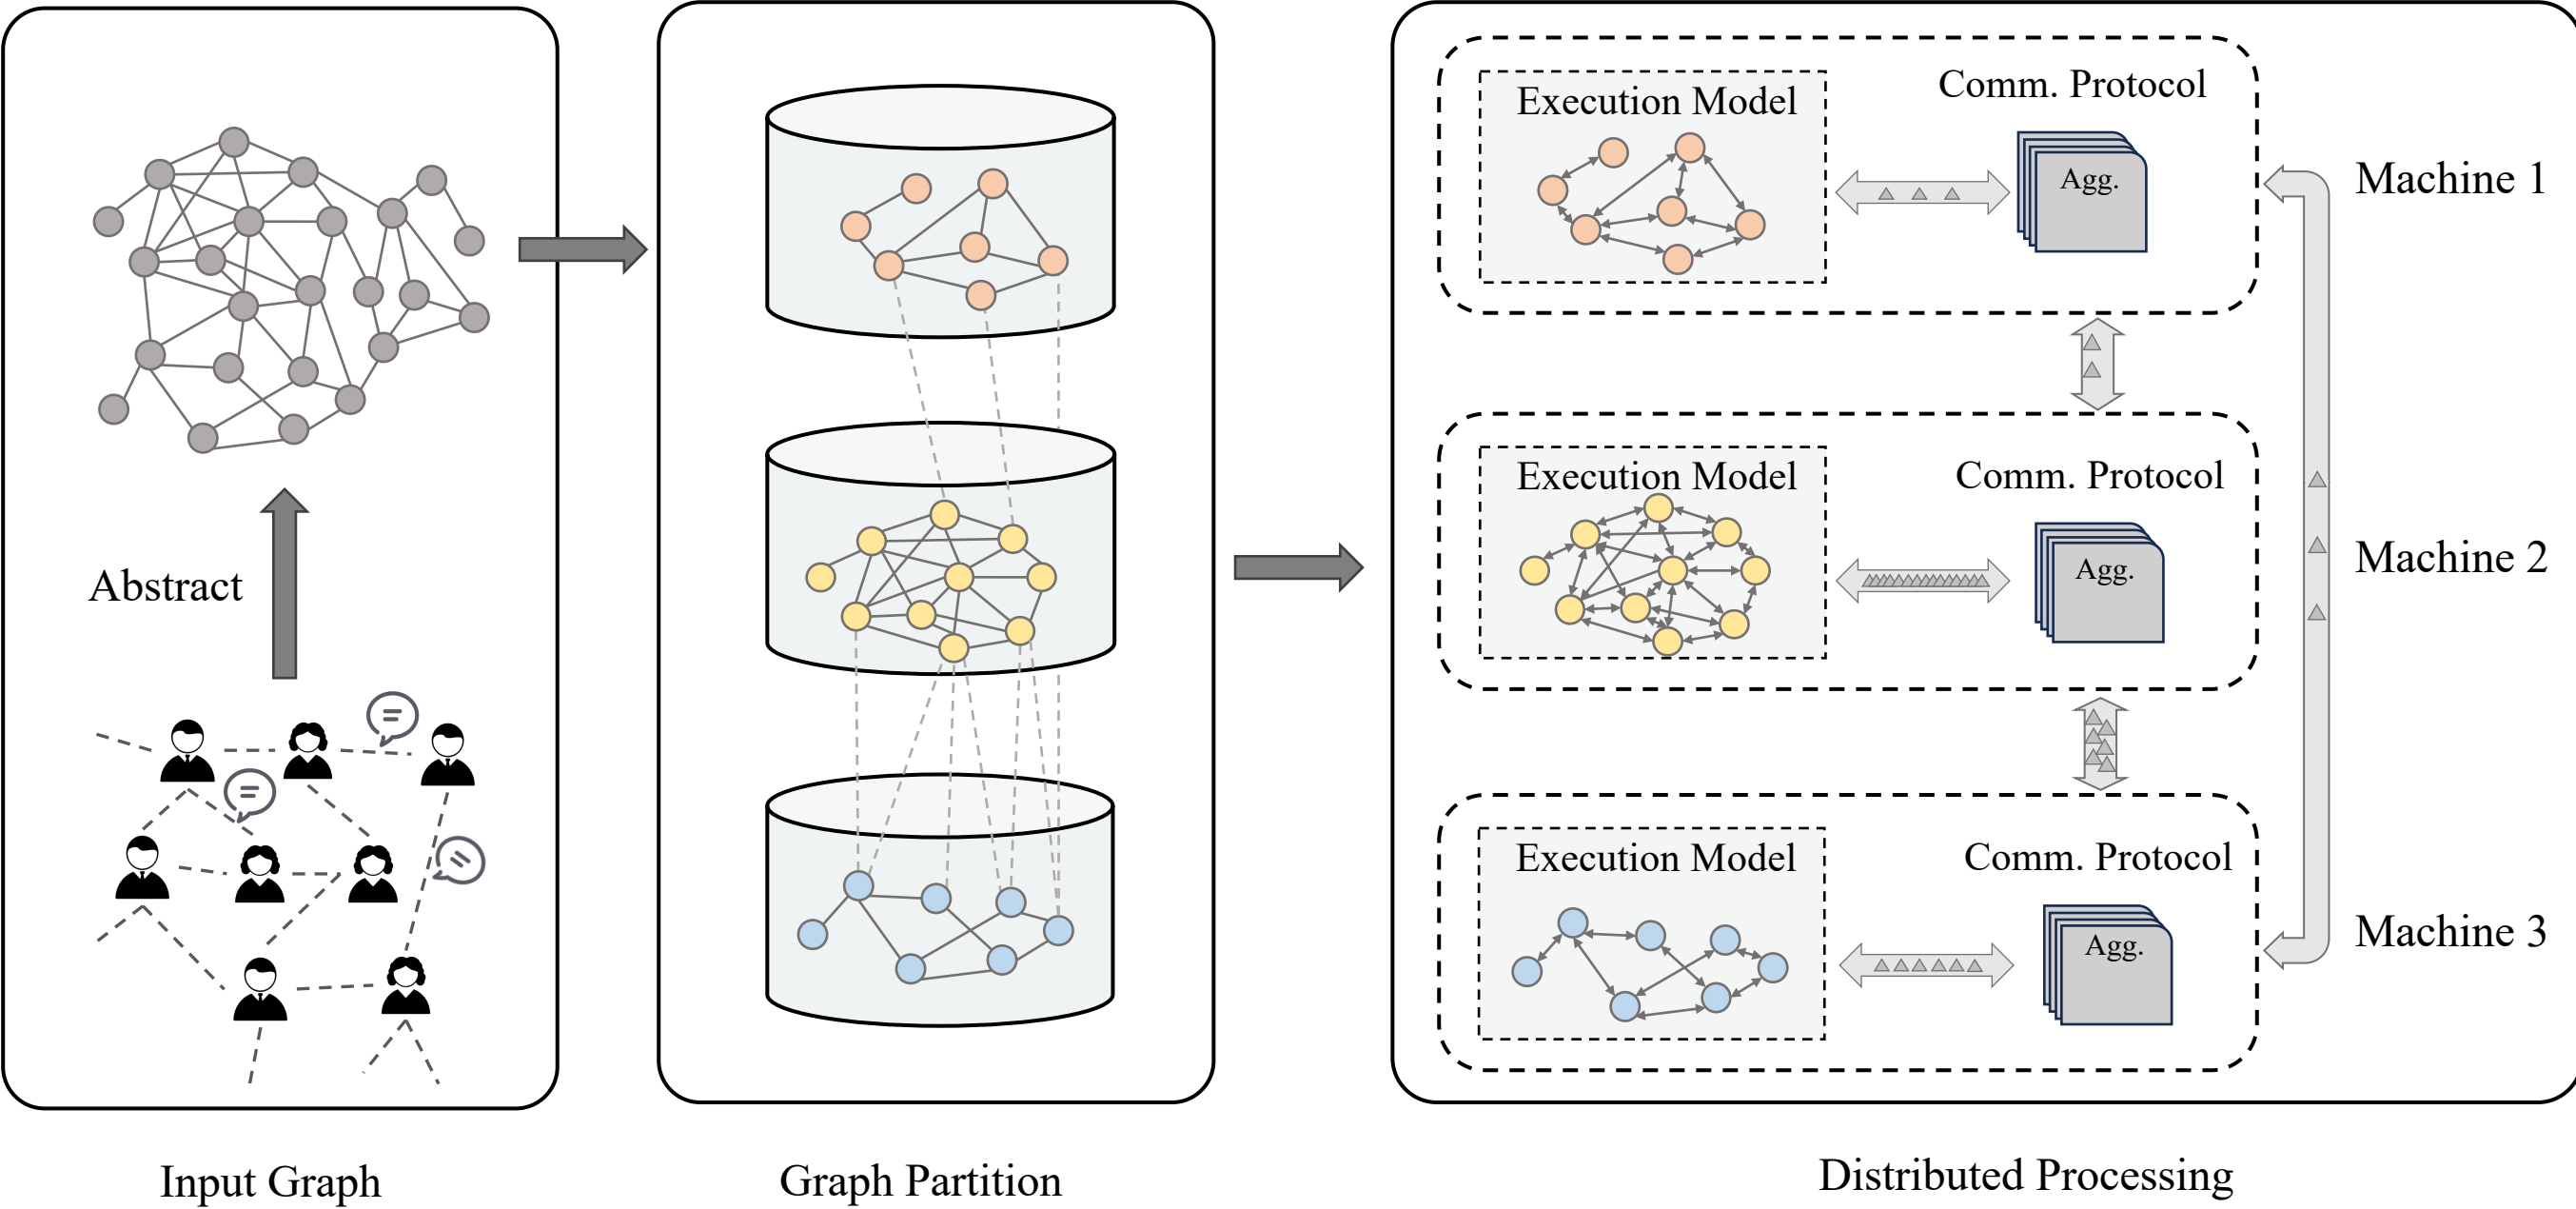 Abstract
Input Graph
Graph Partition
Execution Model
Comm. Protocol
Agg.
Machine 1
Execution Model
Comm. Protocol
Agg.
Machine 2
Execution Model
Comm. Protocol
Agg.
Machine 3
Distributed Processing